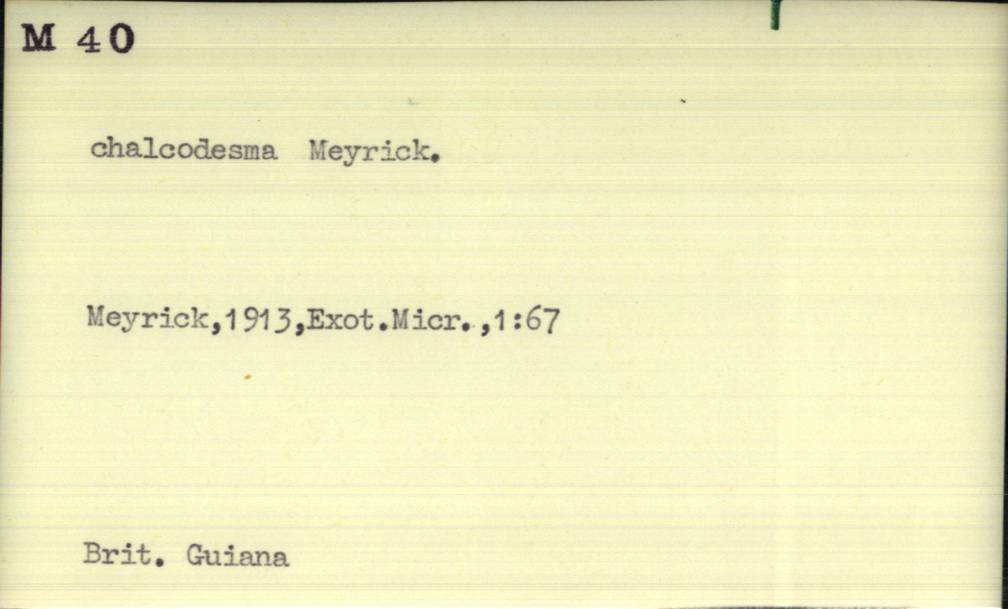 M 40
chalcodesma Meyrick.
Meyrick,1913,Exot.Micr.,1:67
Brit. Guiana